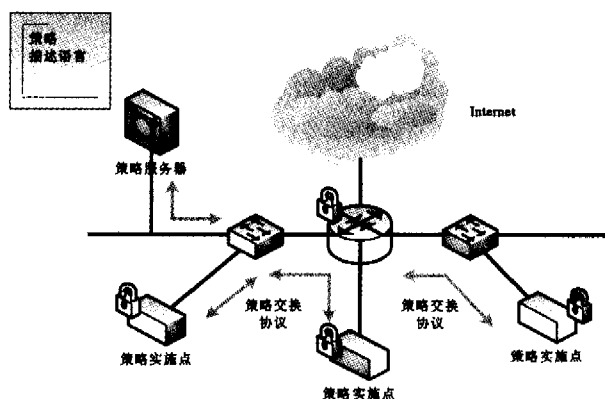 策略
描述语言
Internet
策略服务器
策略交换
协议
策略交换
协议
策略实施点
策略实施点
策略实施点